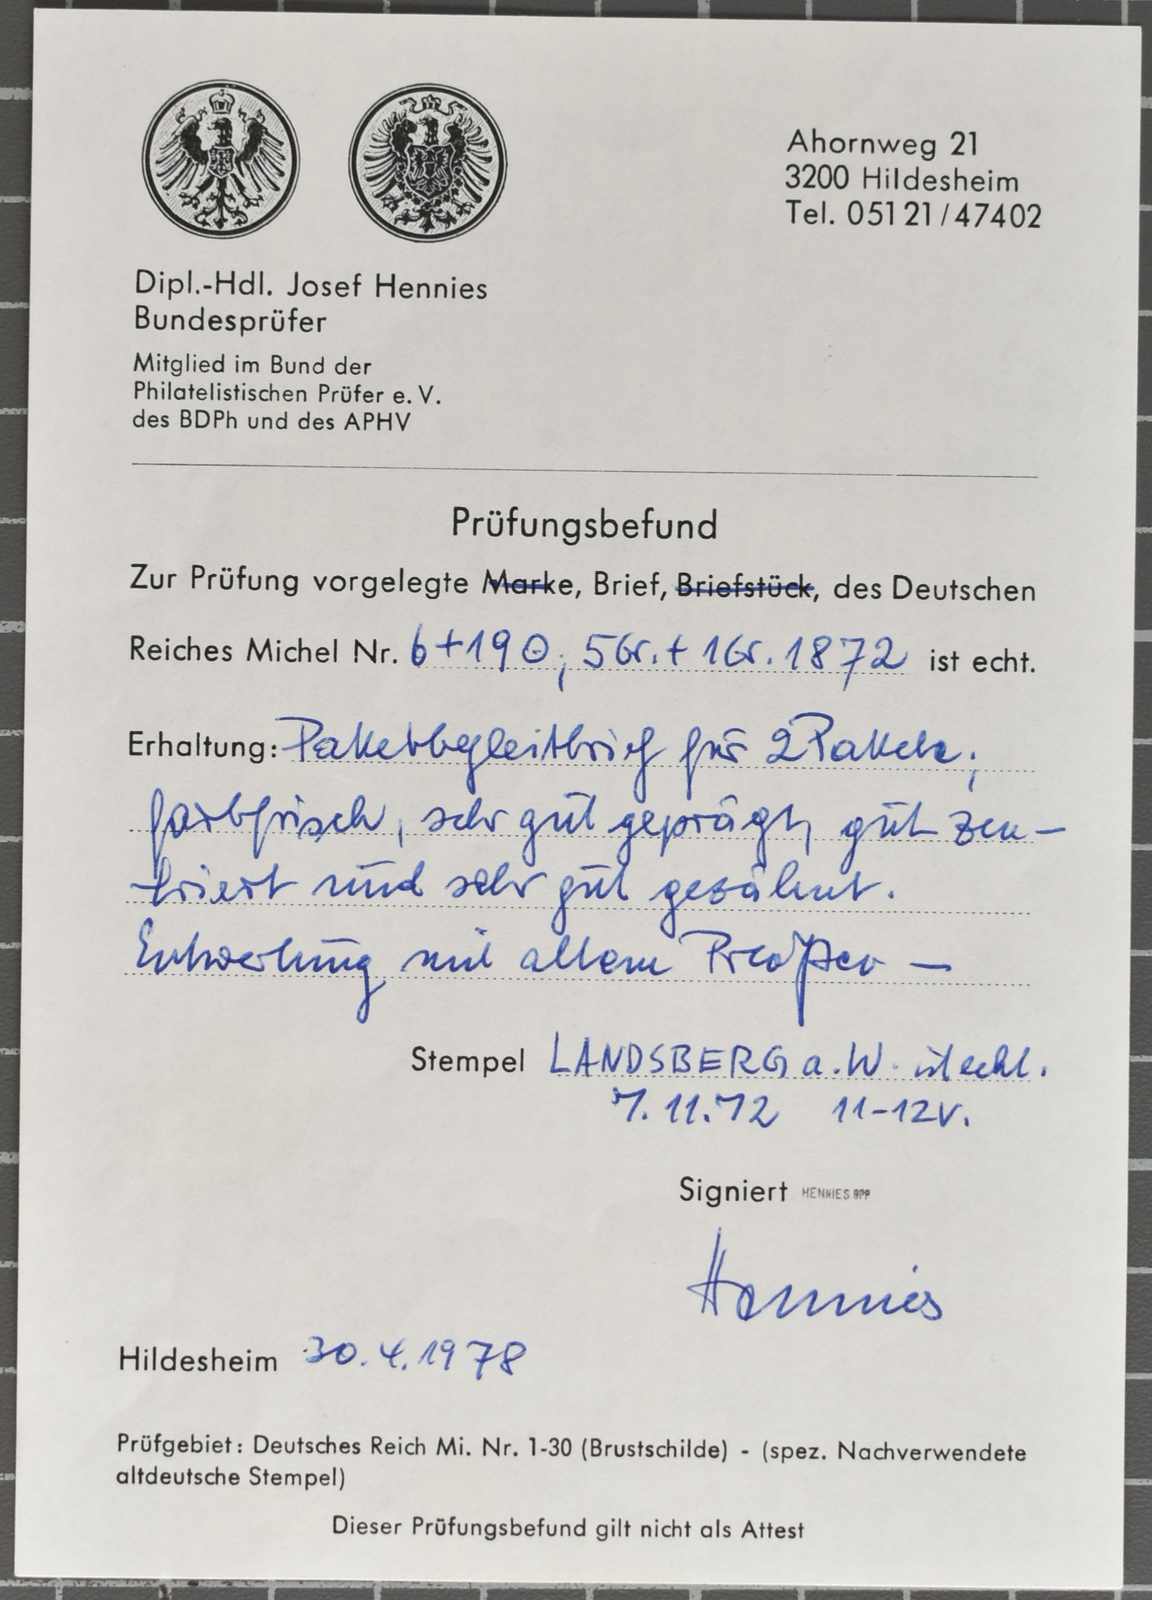 Ahornweg 21
3200 Hildesheim
Tel. 05121/47402
Dipl.-Hdl. Josef Hennies
Bundesprüfer
Mitglied im Bund der
Philatelistischen Prüfer e. V.
des BDPh und des APHV
Prüfungsbefund
Zur Prüfung vorgelegte Marke, Brief, Briefstück, des Deutschen
Reiches Michel Nr. 6+19 ⊙; 5Gr.+ 1Gr. 1872 ist echt.
Erhaltung: Paketbegleitbrief für 2 Pakete;
farbfrisch, sehr gut geprägt, gut zen-
triert und sehr gut gezähnt.
Entwertung mit altem Preußen-
Stempel LANDSBERG a. W. ist echt.
7.11.72 11-12V.
Signiert HENNIES BPP
Hennies
Hildesheim 30.4.1978
Prüfgebiet: Deutsches Reich Mi. Nr. 1-30 (Brustschilde) - (spez. Nachverwendete
altdeutsche Stempel)
Dieser Prüfungsbefund gilt nicht als Attest